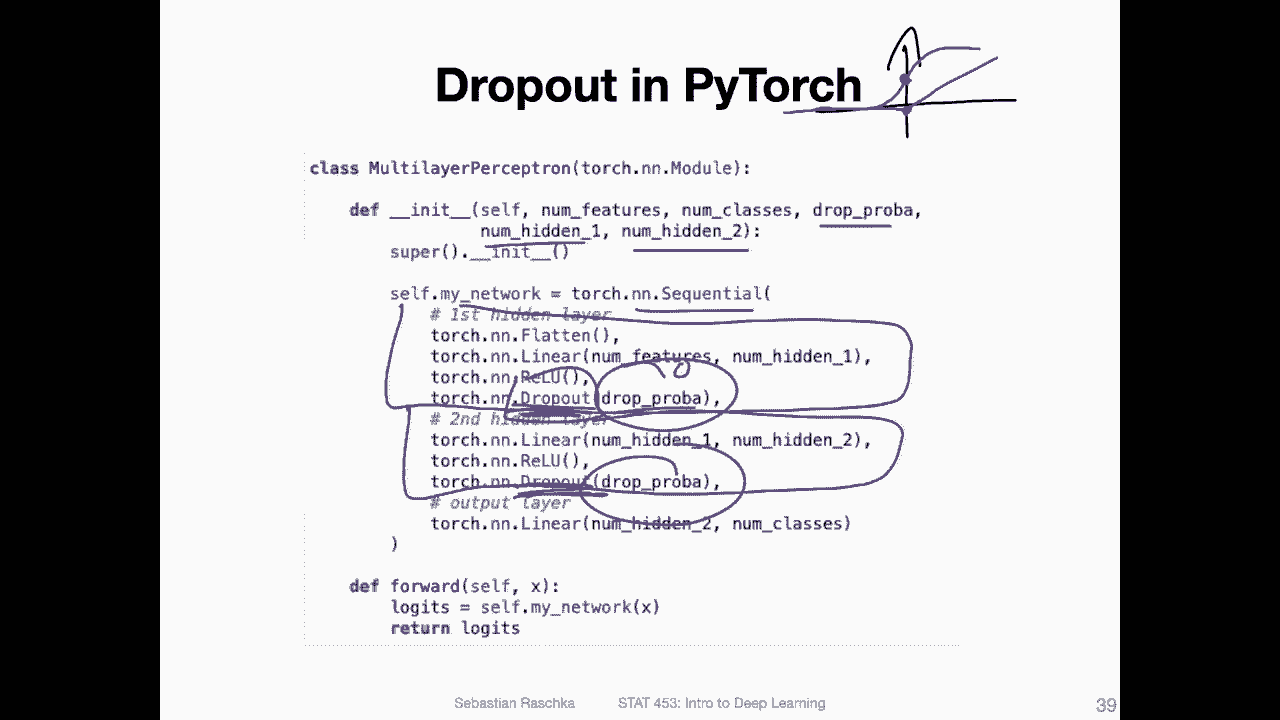 Dropout in PyTorch
class MultilayerPerceptron(torch.nn.Module):
def __init__(self, num_features, num_classes, drop_proba,
num_hidden_1, num_hidden_2):
super().__init__()
self.my_network = torch.nn.Sequential(
# 1st hidden layer
torch.nn.Flatten(),
torch.nn.Linear(num_features, num_hidden_1),
torch.nn.ReLU(),
torch.nn.Dropout(drop_proba),
# 2nd hidden layer
torch.nn.Linear(num_hidden_1, num_hidden_2),
torch.nn.ReLU(),
torch.nn.Dropout(drop_proba),
# output layer
torch.nn.Linear(num_hidden_2, num_classes)
)
def forward(self, x):
logits = self.my_network(x)
return logits
Sebastian Raschka STAT 453: Intro to Deep Learning 39